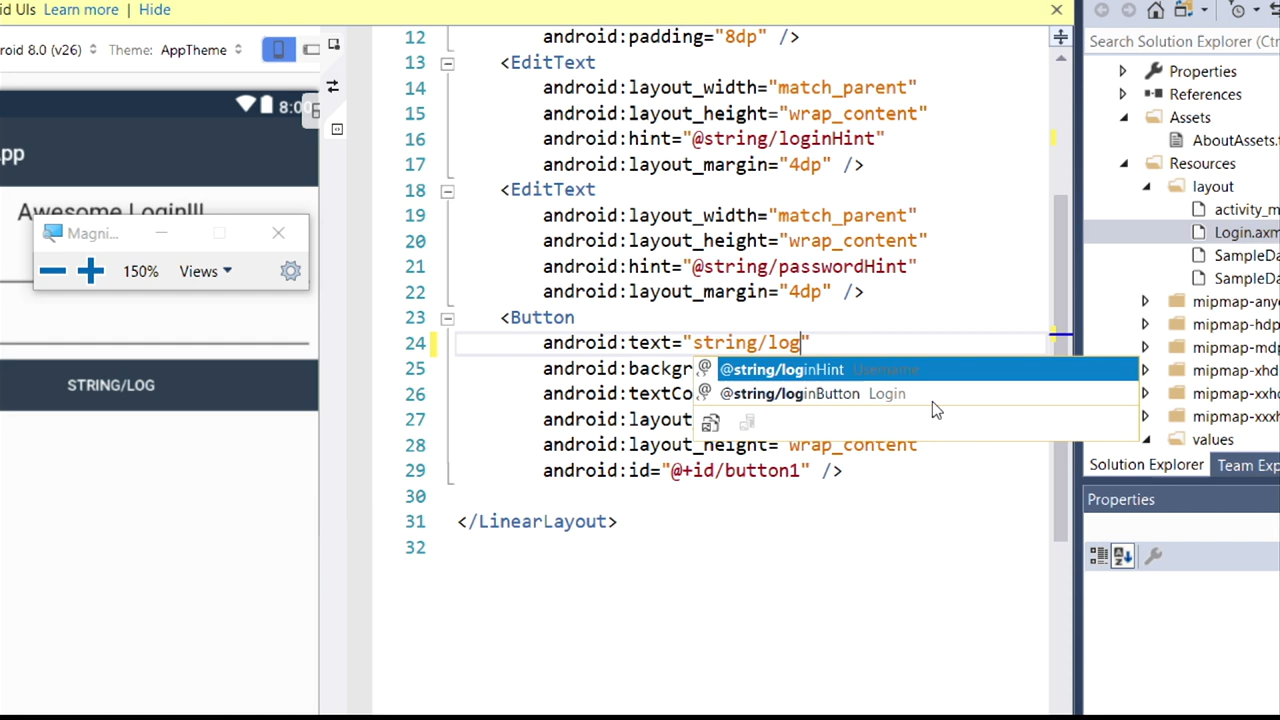 id UIs Learn more | Hide
roid 8.0 (v26) Theme: AppTheme
8:00
App
Awesome Login!!!
Magni...
150% Views
STRING/LOG
12 android:padding="8dp" />
13 <EditText
14 android:layout_width="match_parent"
15 android:layout_height="wrap_content"
16 android:hint="@string/loginHint"
17 android:layout_margin="4dp" />
18 <EditText
19 android:layout_width="match_parent"
20 android:layout_height="wrap_content"
21 android:hint="@string/passwordHint"
22 android:layout_margin="4dp" />
23 <Button
24 android:text="string/log"
25 android:backgr
26 android:textCo
27 android:layout
28 android:layout_height="wrap_content
29 android:id="@+id/button1" />
30
31 </LinearLayout>
32
@string/loginHint Username
@string/loginButton Login
Search Solution Explorer (Ctr
Properties
References
Assets
AboutAssets.t
Resources
layout
activity_m
Login.axm
SampleDa
SampleDa
mipmap-anyd
mipmap-hdp
mipmap-mdp
mipmap-xhd
mipmap-xxh
mipmap-xxx
values
Solution Explorer Team Exp
Properties